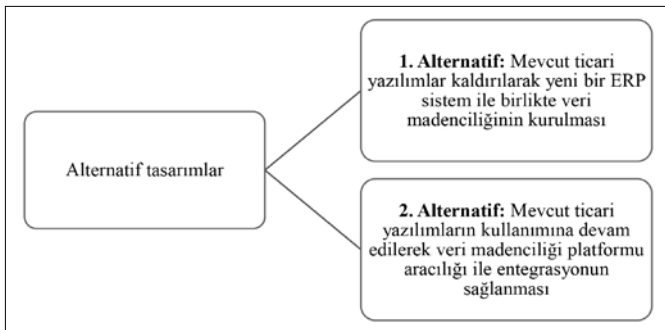 Alternatif tasarımlar
1. Alternatif: Mevcut ticari
yazılımlar kaldırılarak yeni bir ERP
sistem ile birlikte veri
madenciliğinin kurulması
2. Alternatif: Mevcut ticari
yazılımların kullanımına devam
edilerek veri madenciliği platformu
aracılığı ile entegrasyonun
sağlanması